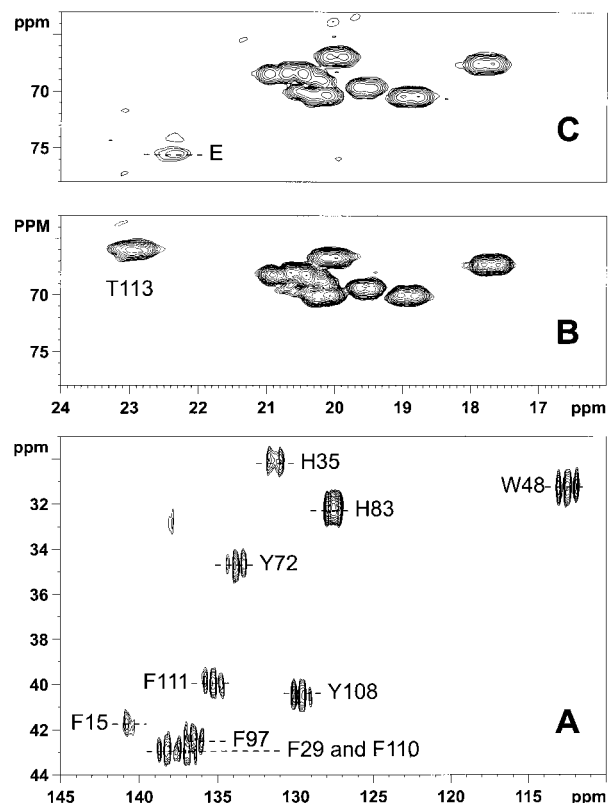 ppm
70
75
E
C
PPM
70
75
T113
B
24 23 22 21 20 19 18 17 ppm
ppm
32
34
36
38
40
42
44
H35
W48
H83
Y72
F111
Y108
F15
F97
F29 and F110
A
145 140 135 130 125 120 115 ppm